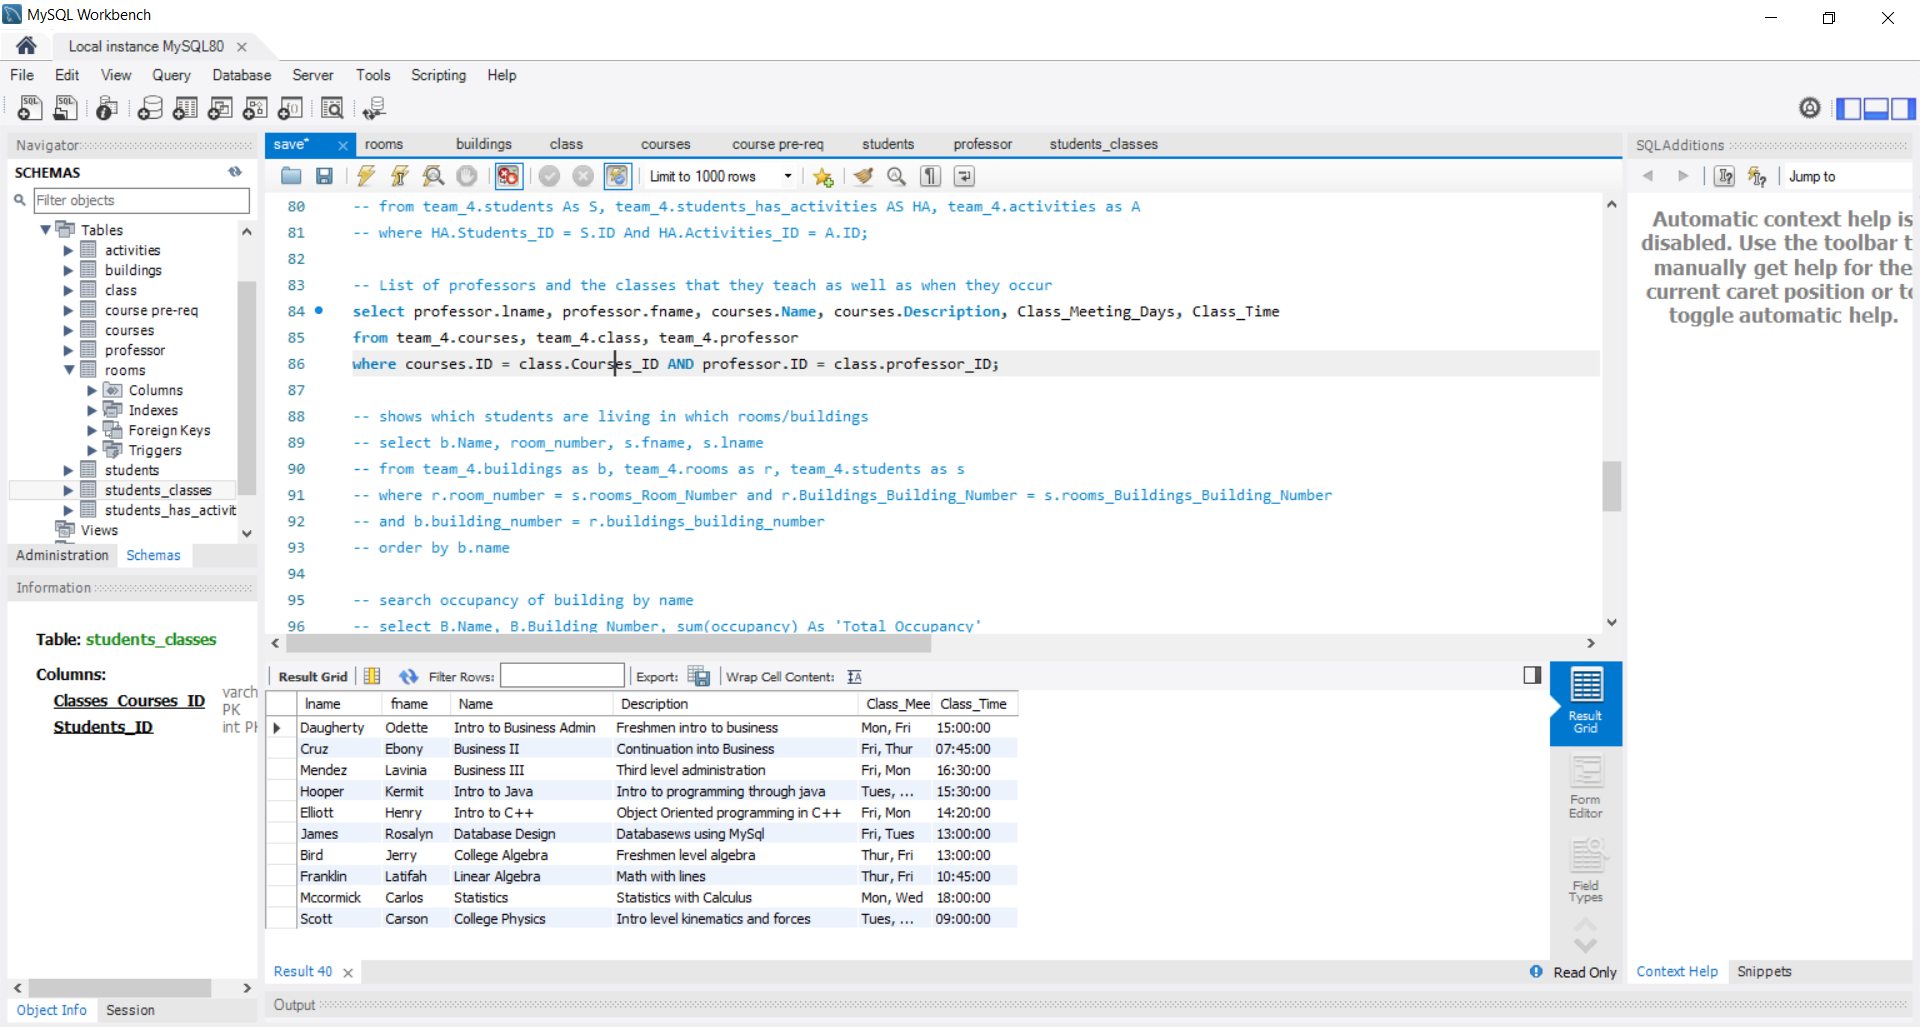 MySQL Workbench
Local instance MySQL80
File Edit View Query Database Server Tools Scripting Help
Navigator
SCHEMAS
Filter objects
Tables
activities
buildings
class
course pre-req
courses
professor
rooms
Columns
Indexes
Foreign Keys
Triggers
students
students_classes
students_has_activit
Views
Administration Schemas
Information
Table: students_classes
Columns:
Classes_Courses_ID varch
PK
Students_ID int PK
Object Info Session
save* rooms buildings class courses course pre-req students professor students_classes
Limit to 1000 rows
80 -- from team_4.students As S, team_4.students_has_activities AS HA, team_4.activities as A
81 -- where HA.Students_ID = S.ID And HA.Activities_ID = A.ID;
82
83 -- List of professors and the classes that they teach as well as when they occur
84 select professor.lname, professor.fname, courses.Name, courses.Description, Class_Meeting_Days, Class_Time
85 from team_4.courses, team_4.class, team_4.professor
86 where courses.ID = class.Courses_ID AND professor.ID = class.professor_ID;
87
88 -- shows which students are living in which rooms/buildings
89 -- select b.Name, room_number, s.fname, s.lname
90 -- from team_4.buildings as b, team_4.rooms as r, team_4.students as s
91 -- where r.room_number = s.rooms_Room_Number and r.Buildings_Building_Number = s.rooms_Buildings_Building_Number
92 -- and b.building_number = r.buildings_building_number
93 -- order by b.name
94
95 -- search occupancy of building by name
96 -- select B.Name, B.Building_Number, sum(occupancy) As 'Total Occupancy'
Result Grid Filter Rows: Export: Wrap Cell Content:
lname fname Name Description Class_Mee Class_Time
Daugherty Odette Intro to Business Admin Freshmen intro to business Mon, Fri 15:00:00
Cruz Ebony Business II Continuation into Business Fri, Thur 07:45:00
Mendez Lavinia Business III Third level administration Fri, Mon 16:30:00
Hooper Kermit Intro to Java Intro to programming through java Tues, ... 15:30:00
Elliott Henry Intro to C++ Object Oriented programming in C++ Fri, Mon 14:20:00
James Rosalyn Database Design Databasews using MySql Fri, Tues 13:00:00
Bird Jerry College Algebra Freshmen level algebra Thur, Fri 13:00:00
Franklin Latifah Linear Algebra Math with lines Thur, Fri 10:45:00
Mccormick Carlos Statistics Statistics with Calculus Mon, Wed 18:00:00
Scott Carson College Physics Intro level kinematics and forces Tues, ... 09:00:00
Result Grid
Form Editor
Field Types
Result 40
Read Only
Output
SQLAdditions
Jump to
Automatic context help is
disabled. Use the toolbar t
manually get help for the
current caret position or to
toggle automatic help.
Context Help Snippets